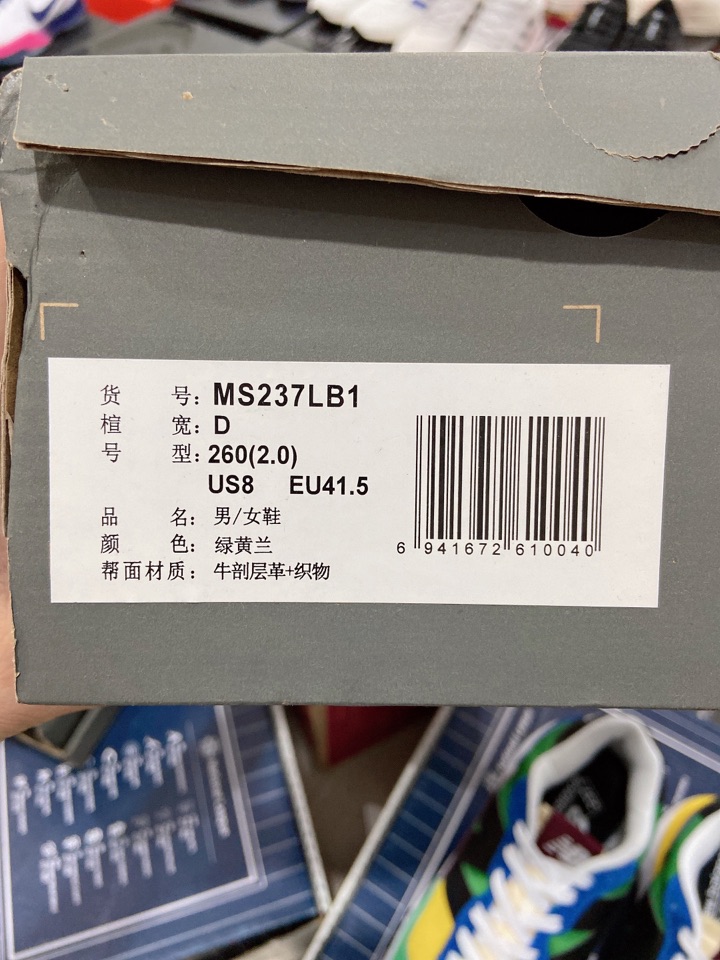 货 号: MS237LB1
楦 宽: D
号 型: 260(2.0)
US8 EU41.5
品 名: 男/女鞋
颜 色: 绿黄兰
帮面材质: 牛剖层革+织物
6 941672 610040